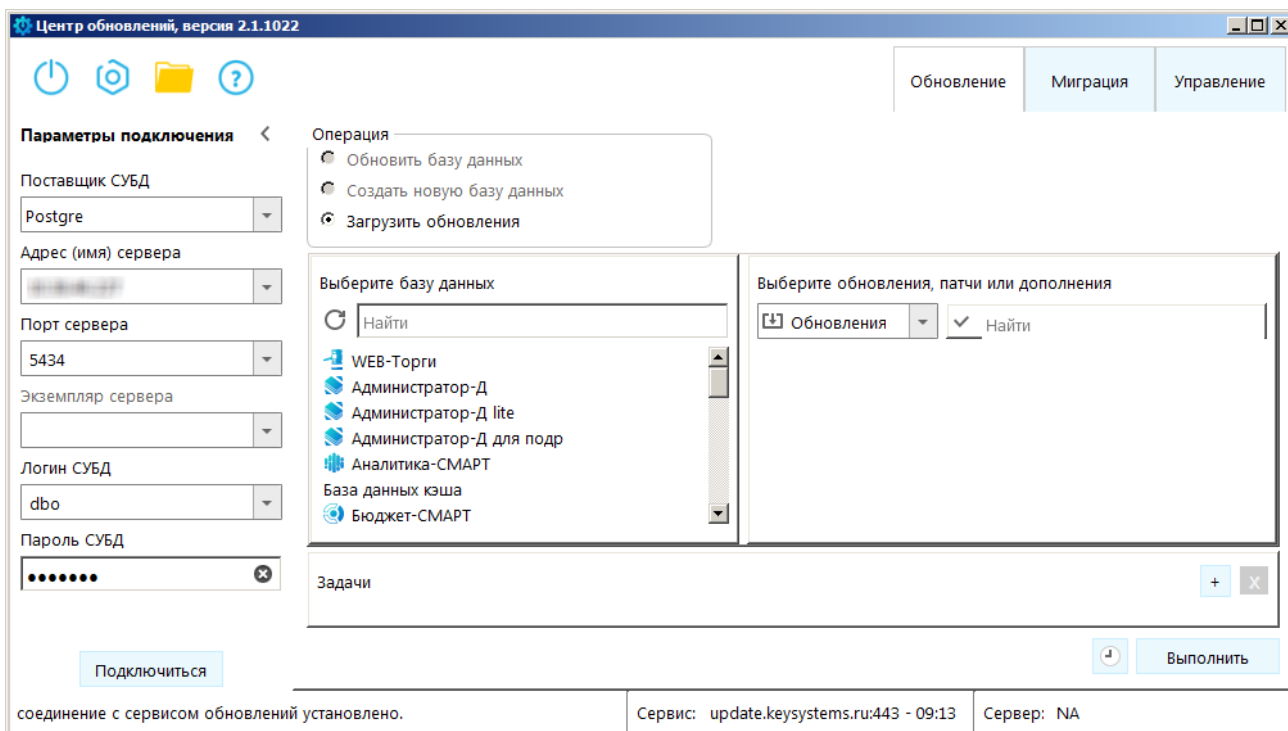 Центр обновлений, версия 2.1.1022
Обновление
Миграция
Управление
Параметры подключения
Поставщик СУБД
Postgre
Адрес (имя) сервера
Порт сервера
5434
Экземпляр сервера
Логин СУБД
dbo
Пароль СУБД
Подключиться
Операция
Обновить базу данных
Создать новую базу данных
Загрузить обновления
Выберите базу данных
Найти
WEB-Торги
Администратор-Д
Администратор-Д lite
Администратор-Д для подр
Аналитика-СМАРТ
База данных кэша
Бюджет-СМАРТ
Выберите обновления, патчи или дополнения
Обновления
Найти
Задачи
+
X
Выполнить
соединение с сервисом обновлений установлено.
Сервис: update.keysystems.ru:443 - 09:13
Сервер: NA